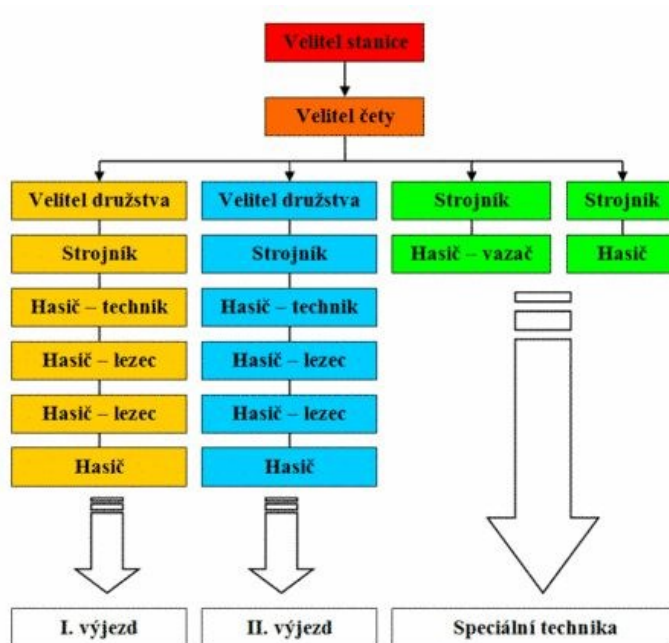 Velitel stanice
Velitel čety
Velitel družstva
Strojník
Hasič – technik
Hasič – lezec
Hasič – lezec
Hasič
I. výjezd
Velitel družstva
Strojník
Hasič – technik
Hasič – lezec
Hasič – lezec
Hasič
II. výjezd
Strojník
Hasič – vazač
Strojník
Hasič
Speciální technika